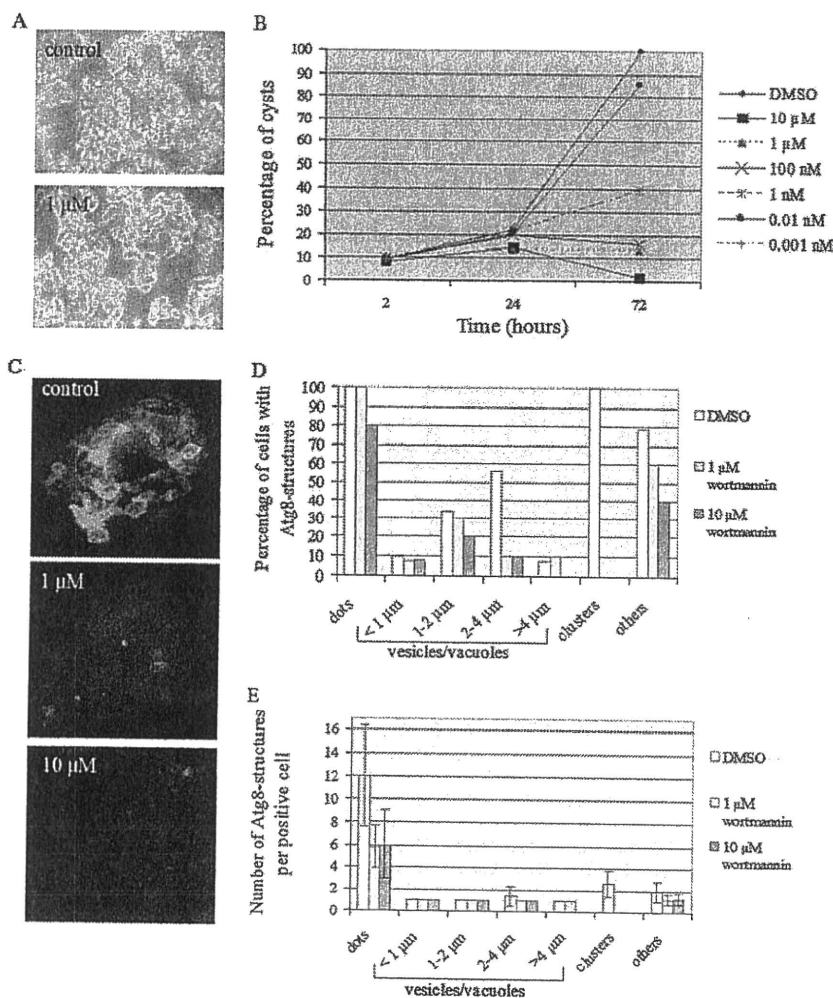 A
control
1 µM
B
Percentage of cysts
100
90
80
70
60
50
40
30
20
10
0
2
24
72
Time (hours)
DMSO
10 µM
1 µM
100 nM
1 nM
0.01 nM
0.001 nM
C
control
1 µM
10 µM
D
Percentage of cells with
Atg8-structures
100
90
80
70
60
50
40
30
20
10
0
dots
< 1 µm
1-2 µm
2-4 µm
>4 µm
clusters
others
vesicles/vacuoles
DMSO
1 µM
wortmannin
10 µM
wortmannin
E
Number of Atg8-structures
per positive cell
16
14
12
10
8
6
4
2
0
dots
< 1 µm
1-2 µm
2-4 µm
>4 µm
clusters
others
vesicles/vacuoles
DMSO
1 µM
wortmannin
10 µM
wortmannin